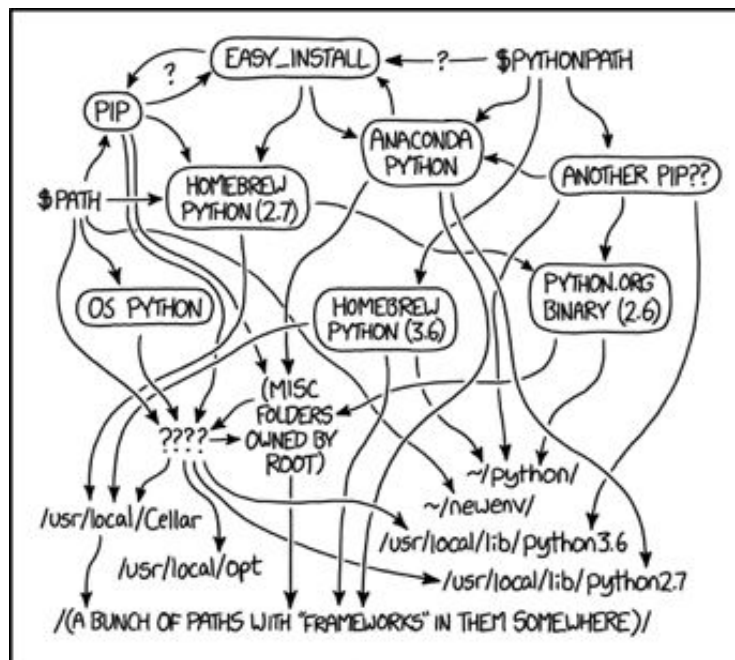 EASY_INSTALL
?
?
$PYTHONPATH
PIP
ANACONDA
PYTHON
ANOTHER PIP??
HOMEBREW
PYTHON (2.7)
$PATH
OS PYTHON
HOMEBREW
PYTHON (3.6)
PYTHON.ORG
BINARY (2.6)
(MISC
FOLDERS
OWNED BY
ROOT)
????
~/python/
~/newenv/
/usr/local/Cellar
/usr/local/lib/python3.6
/usr/local/opt
/usr/local/lib/python2.7
/(A BUNCH OF PATHS WITH "FRAMEWORKS" IN THEM SOMEWHERE)/